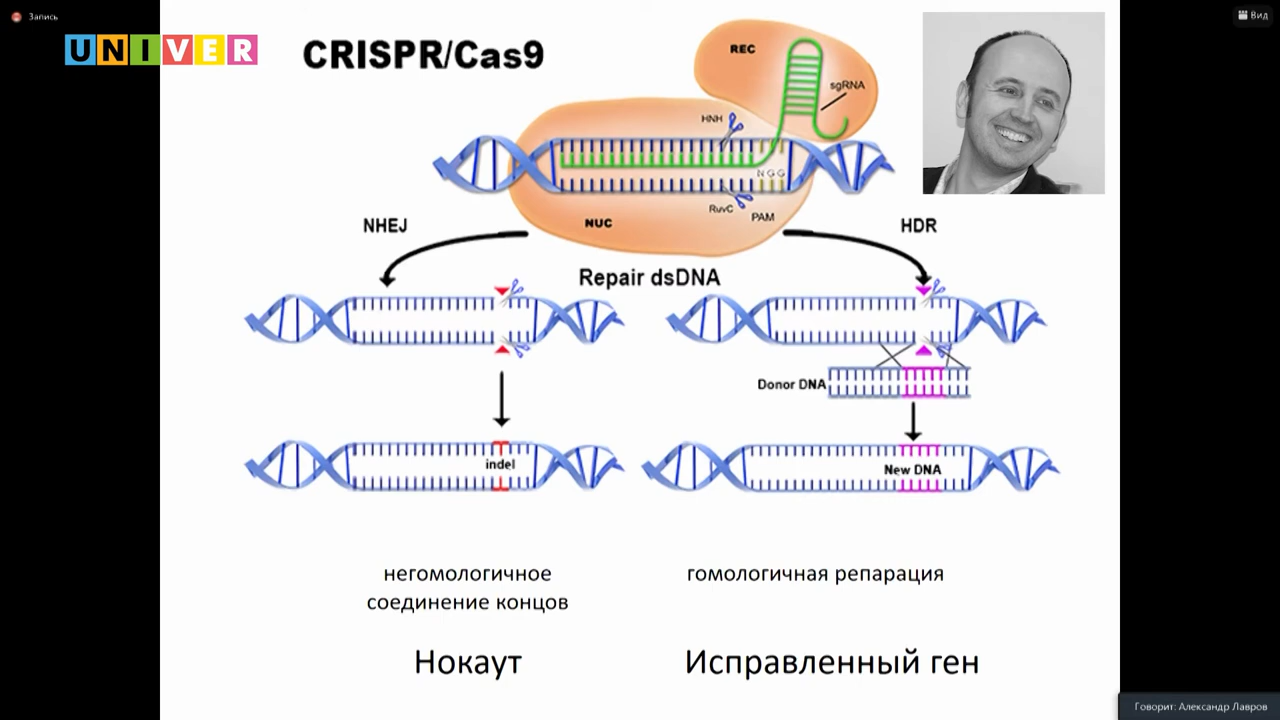 Запись
Вид
UNIVER
CRISPR/Cas9
REC
sgRNA
HNH
NGG
RuvC
PAM
NUC
NHEJ
HDR
Repair dsDNA
Donor DNA
indel
New DNA
негомологичное
соединение концов
гомологичная репарация
Нокаут
Исправленный ген
Говорит: Александр Лавров